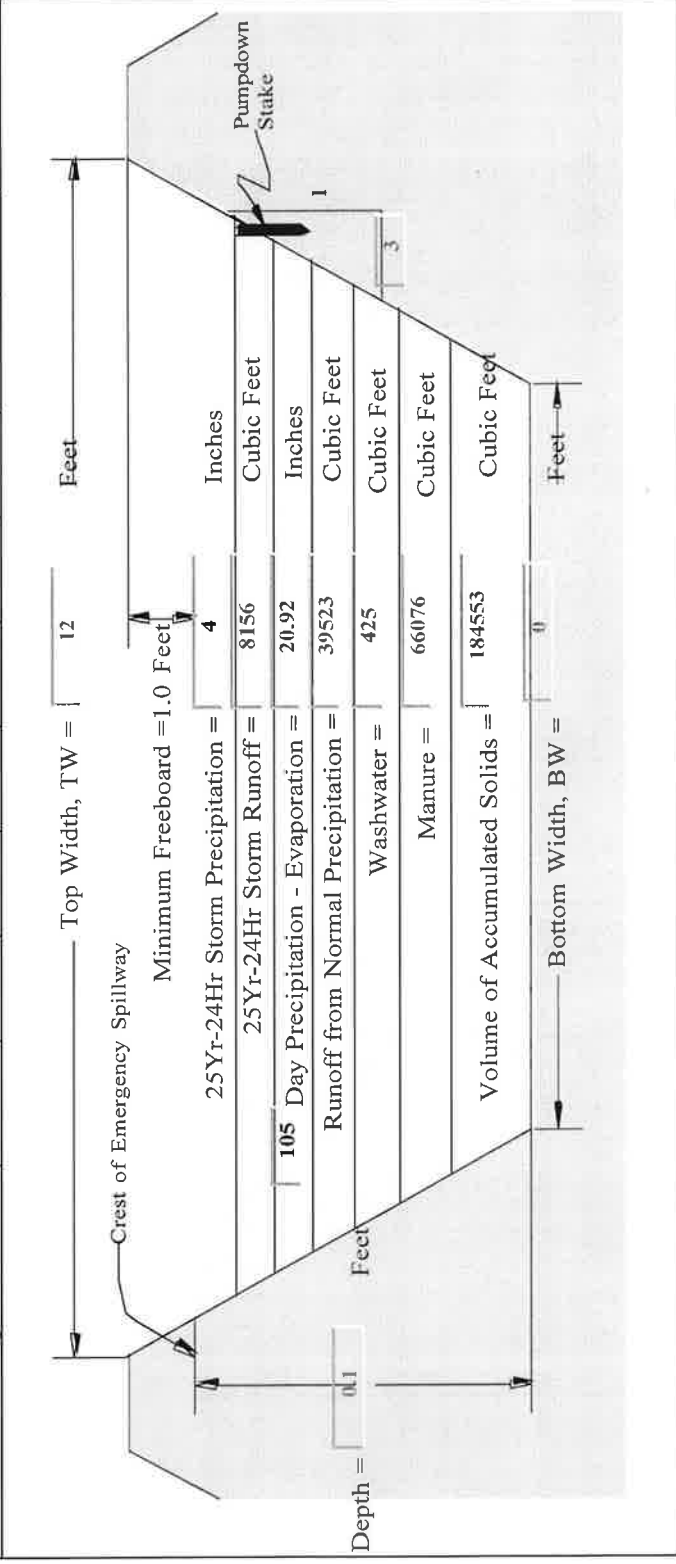 Top Width, TW = 12 Feet
Crest of Emergency Spillway
Minimum Freeboard =1.0 Feet
25Yr-24Hr Storm Precipitation = 4 Inches
25Yr-24Hr Storm Runoff = 8156 Cubic Feet
105 Day Precipitation - Evaporation = 20.92 Inches
Runoff from Normal Precipitation = 39523 Cubic Feet
Washwater = 425 Cubic Feet
Manure = 66076 Cubic Feet
Volume of Accumulated Solids = 184553 Cubic Feet
Bottom Width, BW = 0 Feet
Depth = 0.1 Feet
Pumpdown
Stake
1
3